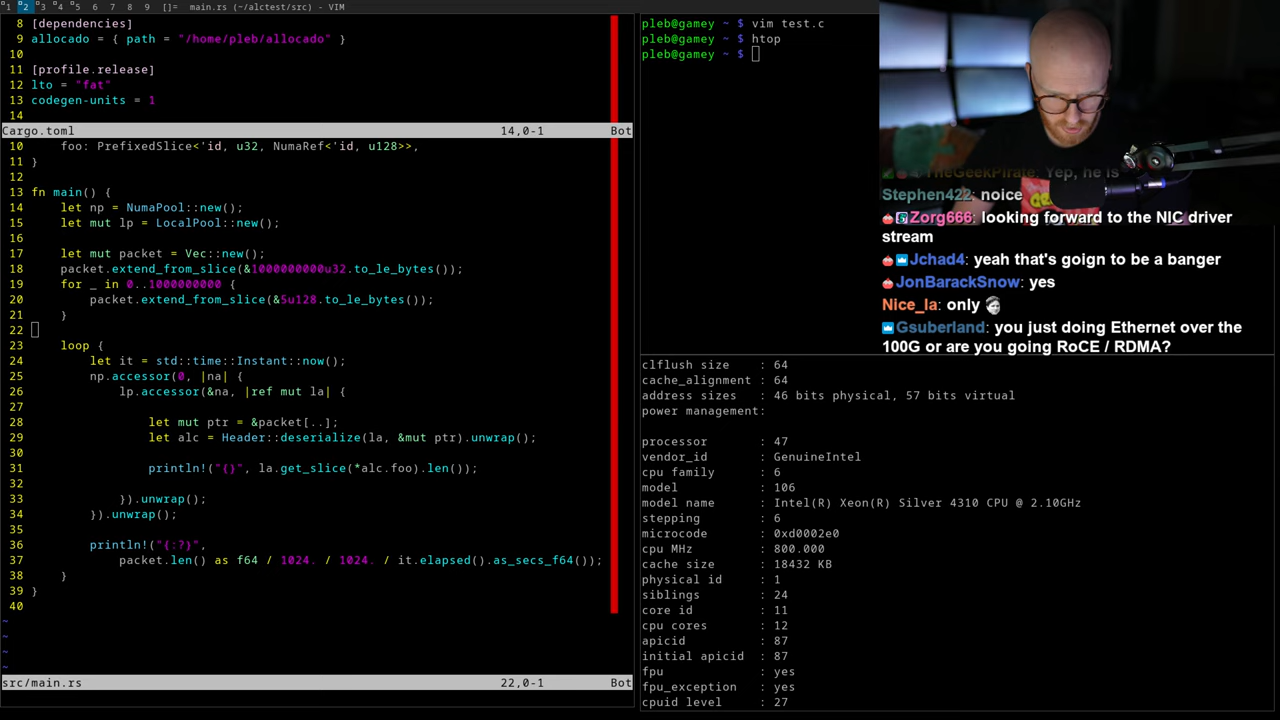 1 2 3 4 5 6 7 8 9 []= main.rs (~/alctest/src) - VIM
8 [dependencies]
9 allocado = { path = "/home/pleb/allocado" }
10
11 [profile.release]
12 lto = "fat"
13 codegen-units = 1
14
Cargo.toml 14,0-1 Bot
10 foo: PrefixedSlice<'id, u32, NumaRef<'id, u128>>,
11 }
12
13 fn main() {
14 let np = NumaPool::new();
15 let mut lp = LocalPool::new();
16
17 let mut packet = Vec::new();
18 packet.extend_from_slice(&1000000000u32.to_le_bytes());
19 for _ in 0..1000000000 {
20 packet.extend_from_slice(&5u128.to_le_bytes());
21 }
22
23 loop {
24 let it = std::time::Instant::now();
25 np.accessor(0, |na| {
26 lp.accessor(&na, |ref mut la| {
27
28 let mut ptr = &packet[..];
29 let alc = Header::deserialize(la, &mut ptr).unwrap();
30
31 println!("{}", la.get_slice(*alc.foo).len());
32
33 }).unwrap();
34 }).unwrap();
35
36 println!("{:?}",
37 packet.len() as f64 / 1024. / 1024. / it.elapsed().as_secs_f64());
38 }
39 }
40
~
~
~
~
src/main.rs 22,0-1 Bot
pleb@gamey ~ $ vim test.c
pleb@gamey ~ $ htop
pleb@gamey ~ $
TheGeekPirate: Yep, he is
Stephen422: noice
Zorg666: looking forward to the NIC driver
stream
Jchad4: yeah that's goign to be a banger
JonBarackSnow: yes
Nice_la: only
Gsuberland: you just doing Ethernet over the
100G or are you going RoCE / RDMA?
clflush size : 64
cache_alignment : 64
address sizes : 46 bits physical, 57 bits virtual
power management:
processor : 47
vendor_id : GenuineIntel
cpu family : 6
model : 106
model name : Intel(R) Xeon(R) Silver 4310 CPU @ 2.10GHz
stepping : 6
microcode : 0xd0002e0
cpu MHz : 800.000
cache size : 18432 KB
physical id : 1
siblings : 24
core id : 11
cpu cores : 12
apicid : 87
initial apicid : 87
fpu : yes
fpu_exception : yes
cpuid level : 27